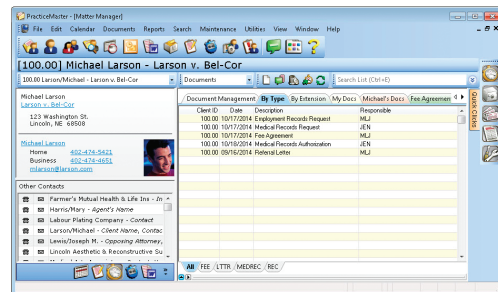 PracticeMaster - [Matter Manager]
File Edit Calendar Documents Reports Search Maintenance Utilities View Window Help
[100.00] Michael Larson - Larson v. Bel-Cor
100.00 Larson/Michael - Larson v. Bel-Cor
Documents
Search List (Ctrl+E)
Michael Larson
Larson v. Bel-Cor
123 Washington St.
Lincoln, NE 68508
Michael Larson
Home 402-474-5421
Business 402-474-4651
mlarson@larson.com
Other Contacts
Farmer's Mutual Health & Life Ins - In
Harris/Mary - Agent's Name
Labour Plating Company - Contact
Larson/Michael - Client Name, Contac
Lewis/Joseph M. - Opposing Attorney,
Lincoln Aesthetic & Reconstructive Su
Document Management By Type By Extension My Docs Michael's Docs Fee Agreemen
Client ID Date Description Responsible
100.00 10/17/2014 Employment Records Request MLJ
100.00 10/17/2014 Medical Records Request JEN
100.00 10/17/2014 Fee Agreement MLJ
100.00 10/18/2014 Medical Records Authorization JEN
100.00 09/16/2014 Referral Letter MLJ
All FEE LTTR MEDREC REC
Quick Clicks